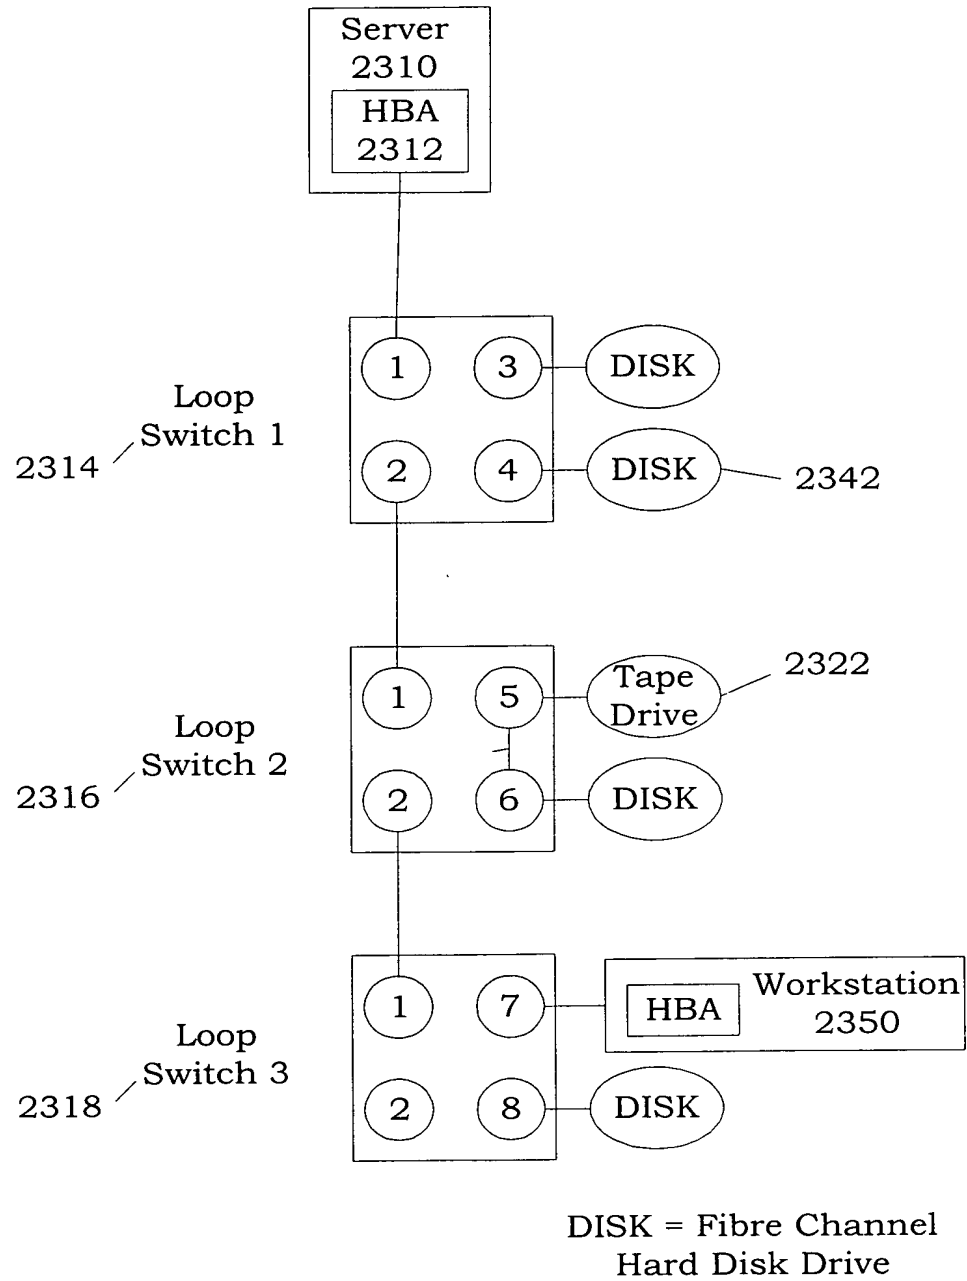 Server
2310
HBA
2312
1
3
DISK
Loop
Switch 1
2314
2
4
DISK
2342
1
5
Tape
Drive
2322
Loop
Switch 2
2316
2
6
DISK
1
7
HBA
Workstation
2350
Loop
Switch 3
2318
2
8
DISK
DISK = Fibre Channel
Hard Disk Drive